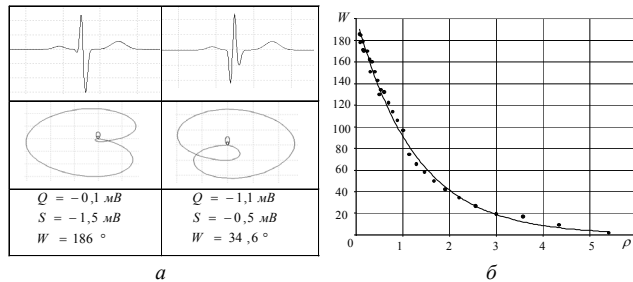 Q = −0,1 мВ
S = −1,5 мВ
W = 186 °
Q = −1,1 мВ
S = −0,5 мВ
W = 34 ,6 °
а
W
180
160
140
120
100
80
60
40
20
0 1 2 3 4 5 ρ
б